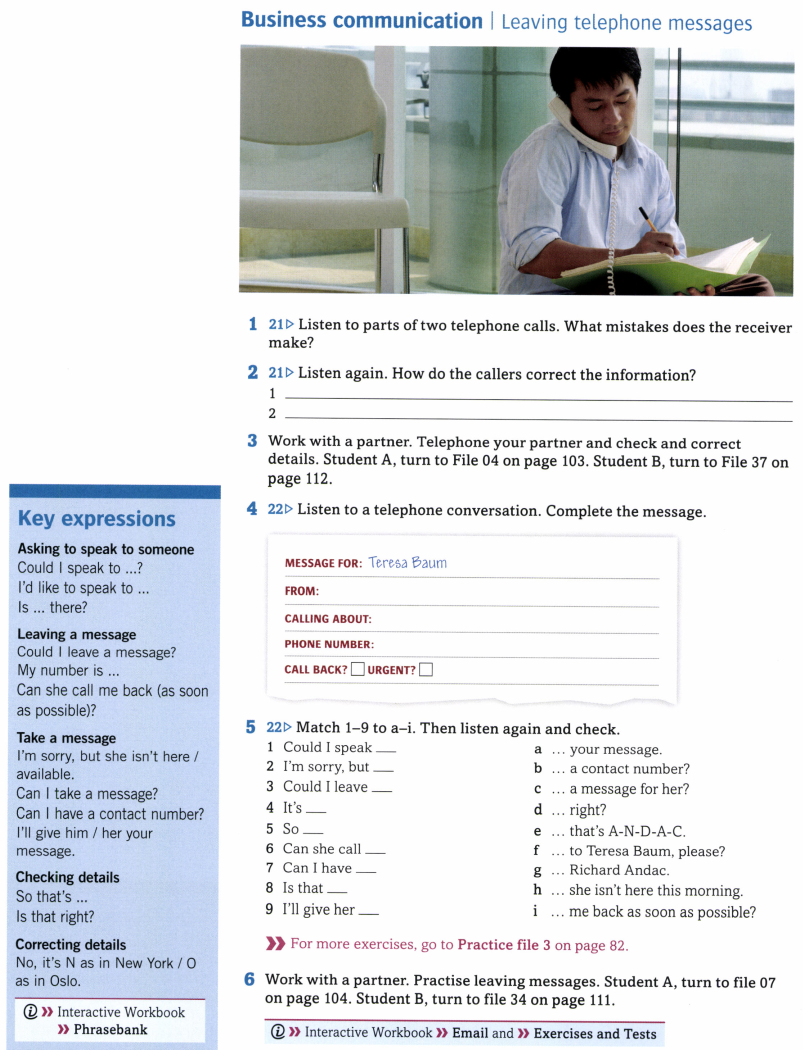 Business communication | Leaving telephone messages
1 21▷ Listen to parts of two telephone calls. What mistakes does the receiver
make?
2 21▷ Listen again. How do the callers correct the information?
1
2
3 Work with a partner. Telephone your partner and check and correct
details. Student A, turn to File 04 on page 103. Student B, turn to File 37 on
page 112.
4 22▷ Listen to a telephone conversation. Complete the message.
MESSAGE FOR: Teresa Baum
FROM:
CALLING ABOUT:
PHONE NUMBER:
CALL BACK? □ URGENT? □
5 22▷ Match 1–9 to a–i. Then listen again and check.
1 Could I speak __
2 I'm sorry, but __
3 Could I leave __
4 It's __
5 So __
6 Can she call __
7 Can I have __
8 Is that __
9 I'll give her __
a ... your message.
b ... a contact number?
c ... a message for her?
d ... right?
e ... that's A-N-D-A-C.
f ... to Teresa Baum, please?
g ... Richard Andac.
h ... she isn't here this morning.
i ... me back as soon as possible?
»» For more exercises, go to Practice file 3 on page 82.
6 Work with a partner. Practise leaving messages. Student A, turn to file 07
on page 104. Student B, turn to file 34 on page 111.
ⓘ »» Interactive Workbook »» Email and »» Exercises and Tests
Key expressions
Asking to speak to someone
Could I speak to ...?
I'd like to speak to ...
Is ... there?
Leaving a message
Could I leave a message?
My number is ...
Can she call me back (as soon
as possible)?
Take a message
I'm sorry, but she isn't here /
available.
Can I take a message?
Can I have a contact number?
I'll give him / her your
message.
Checking details
So that's ...
Is that right?
Correcting details
No, it's N as in New York / O
as in Oslo.
ⓘ »» Interactive Workbook
»» Phrasebank